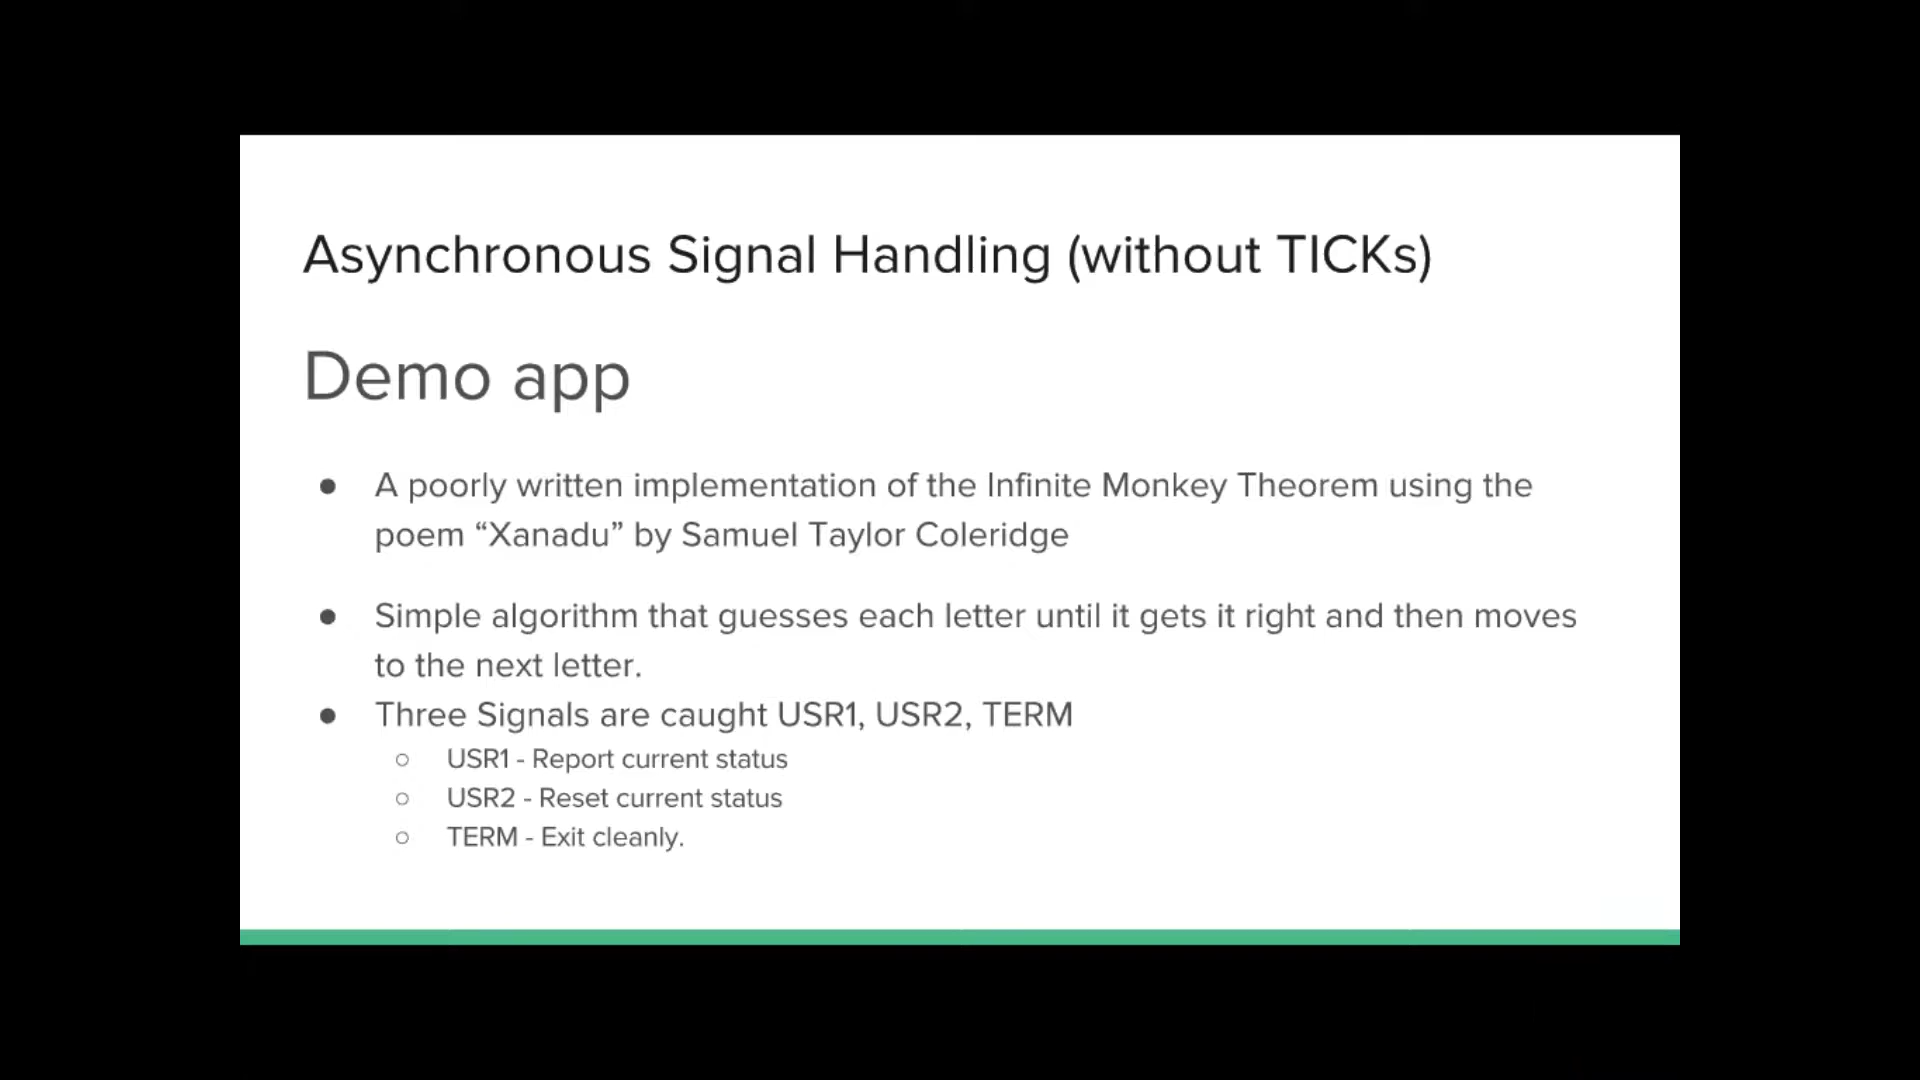 Asynchronous Signal Handling (without TICKs)
Demo app
● A poorly written implementation of the Infinite Monkey Theorem using the
poem “Xanadu” by Samuel Taylor Coleridge
● Simple algorithm that guesses each letter until it gets it right and then moves
to the next letter.
● Three Signals are caught USR1, USR2, TERM
○ USR1 - Report current status
○ USR2 - Reset current status
○ TERM - Exit cleanly.